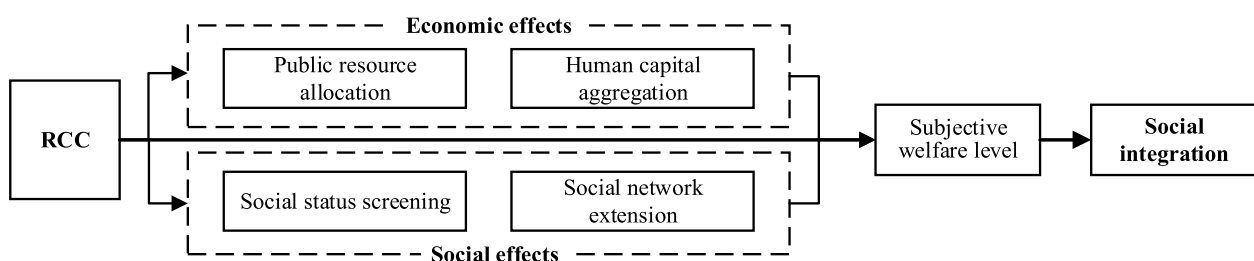 Economic effects
Public resource
allocation
Human capital
aggregation
RCC
Subjective
welfare level
Social
integration
Social status screening
Social network
extension
Social effects